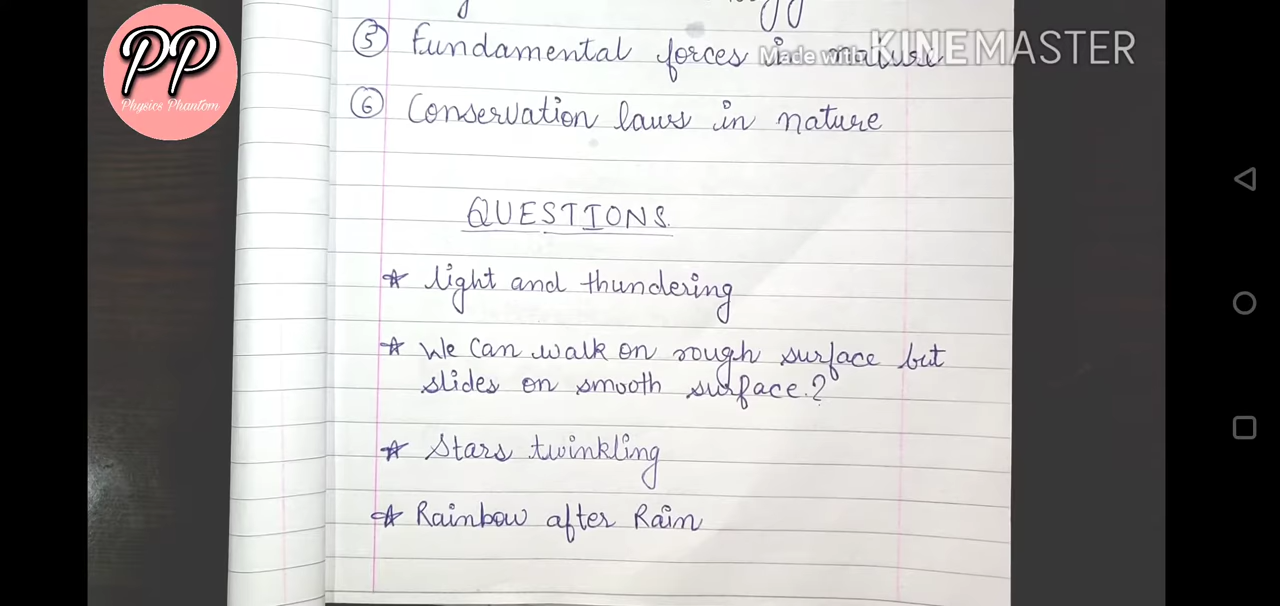 PP
Physics Phantom
Made with KINEMASTER
⑤ Fundamental forces in nature
⑥ Conservation laws in nature
QUESTIONS.
☆ light and thundering
☆ We can walk on rough surface but
slides on smooth surface.?
☆ Stars twinkling
☆ Rainbow after Rain